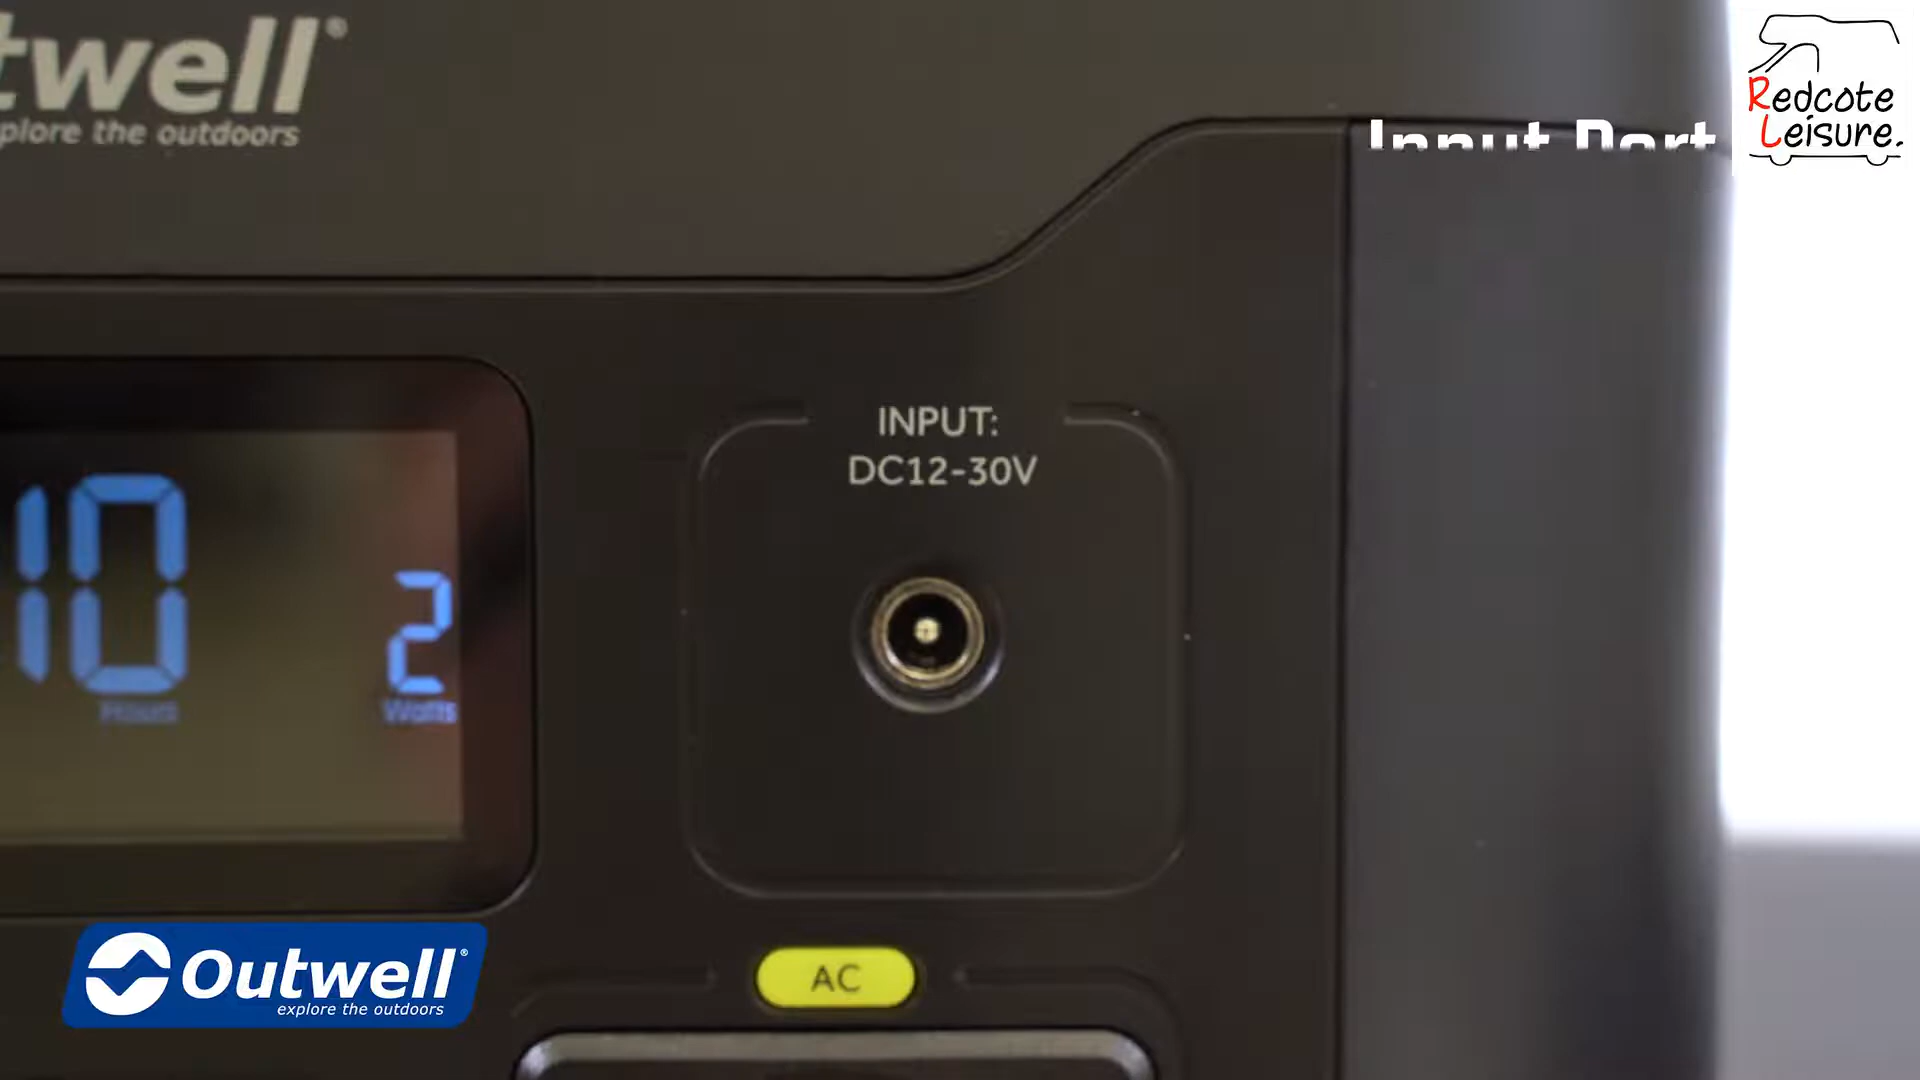 twell®
plore the outdoors
Input Port
Redcote
Leisure.
INPUT:
DC12-30V
10
Hours
2
Watts
Outwell®
explore the outdoors
AC